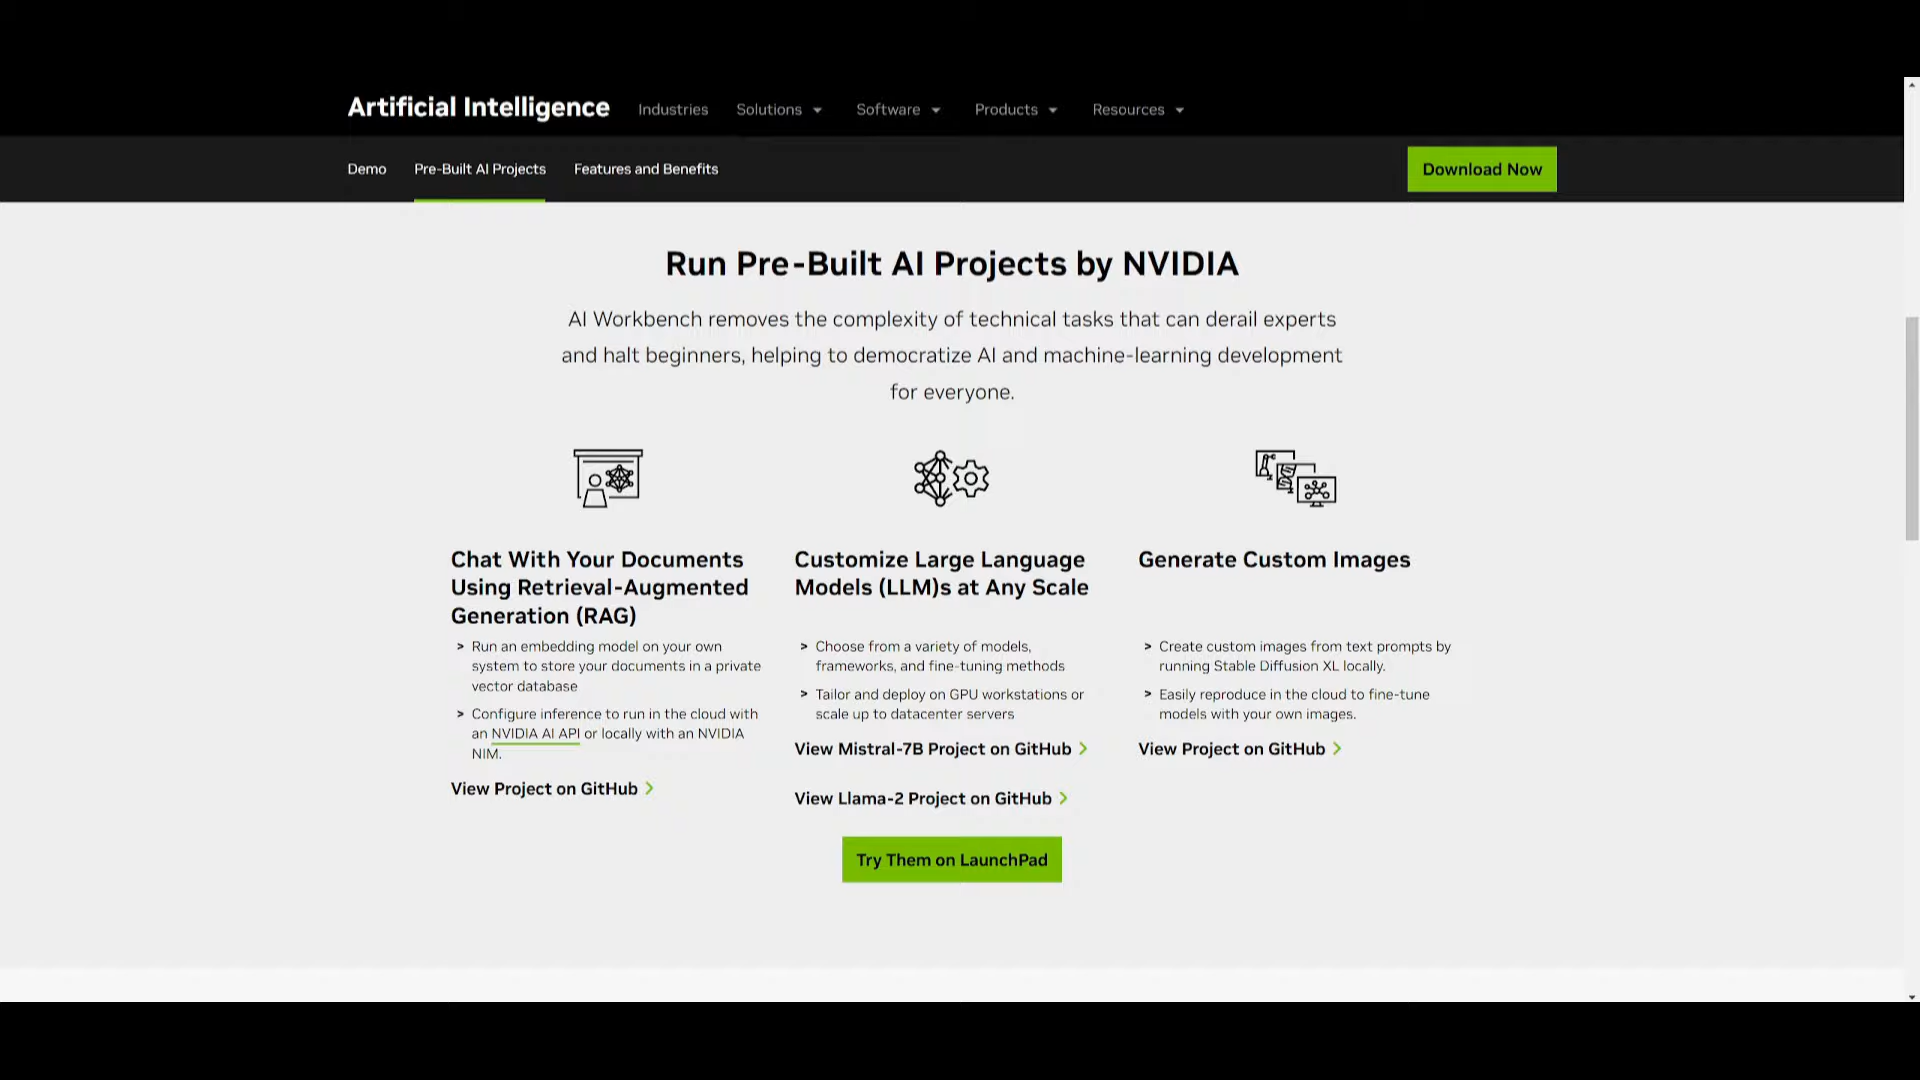 Artificial Intelligence
Industries
Solutions
Software
Products
Resources
Demo
Pre-Built AI Projects
Features and Benefits
Download Now
Run Pre-Built AI Projects by NVIDIA
AI Workbench removes the complexity of technical tasks that can derail experts
and halt beginners, helping to democratize AI and machine-learning development
for everyone.
Chat With Your Documents
Using Retrieval-Augmented
Generation (RAG)
> Run an embedding model on your own
system to store your documents in a private
vector database
> Configure inference to run in the cloud with
an NVIDIA AI API or locally with an NVIDIA
NIM.
View Project on GitHub >
Customize Large Language
Models (LLM)s at Any Scale
> Choose from a variety of models,
frameworks, and fine-tuning methods
> Tailor and deploy on GPU workstations or
scale up to datacenter servers
View Mistral-7B Project on GitHub >
View Llama-2 Project on GitHub >
Generate Custom Images
> Create custom images from text prompts by
running Stable Diffusion XL locally.
> Easily reproduce in the cloud to fine-tune
models with your own images.
View Project on GitHub >
Try Them on LaunchPad